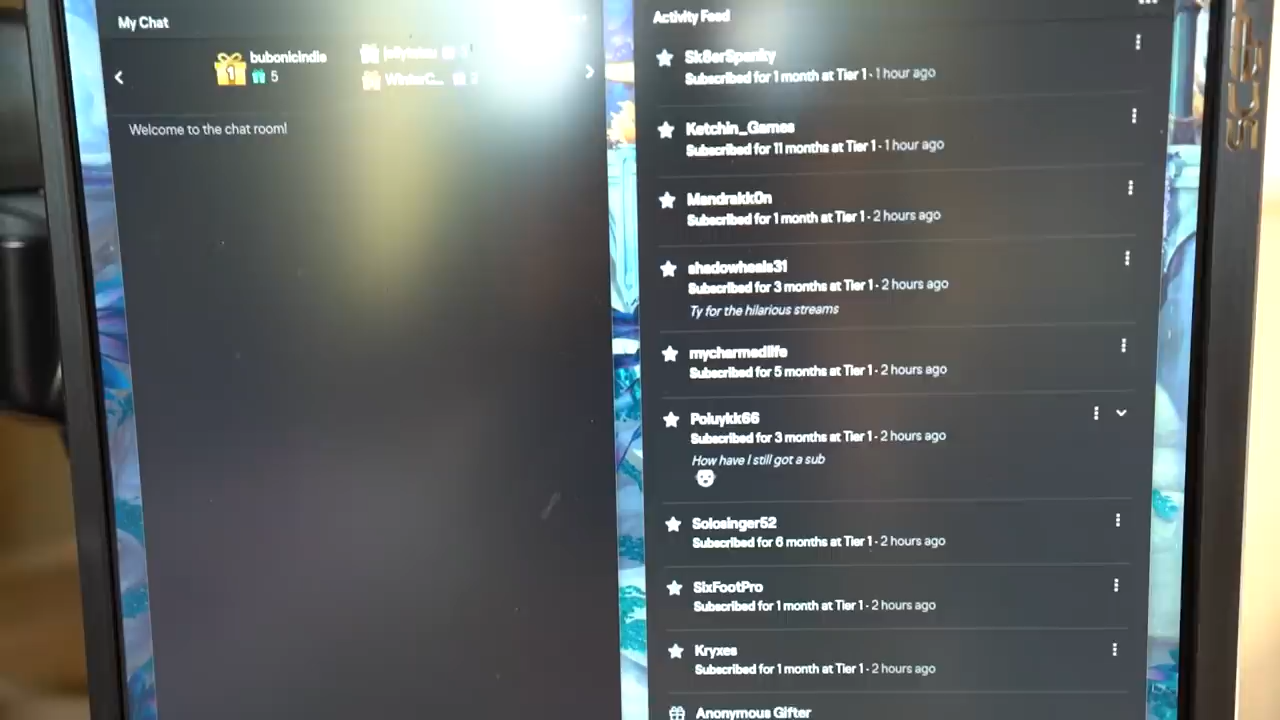 My Chat
bubonicindie
1
5
WinterC...
Welcome to the chat room!
Activity Feed
Sk8erSpanky
Subscribed for 1 month at Tier 1 · 1 hour ago
Ketchin_Games
Subscribed for 11 months at Tier 1 · 1 hour ago
Mandrakk0n
Subscribed for 1 month at Tier 1 · 2 hours ago
shadowheals31
Subscribed for 3 months at Tier 1 · 2 hours ago
Ty for the hilarious streams
mycharmedlife
Subscribed for 5 months at Tier 1 · 2 hours ago
Poluykk66
Subscribed for 3 months at Tier 1 · 2 hours ago
How have I still got a sub
Solosinger52
Subscribed for 6 months at Tier 1 · 2 hours ago
SixFootPro
Subscribed for 1 month at Tier 1 · 2 hours ago
Kryxes
Subscribed for 1 month at Tier 1 · 2 hours ago
Anonymous Gifter
asus